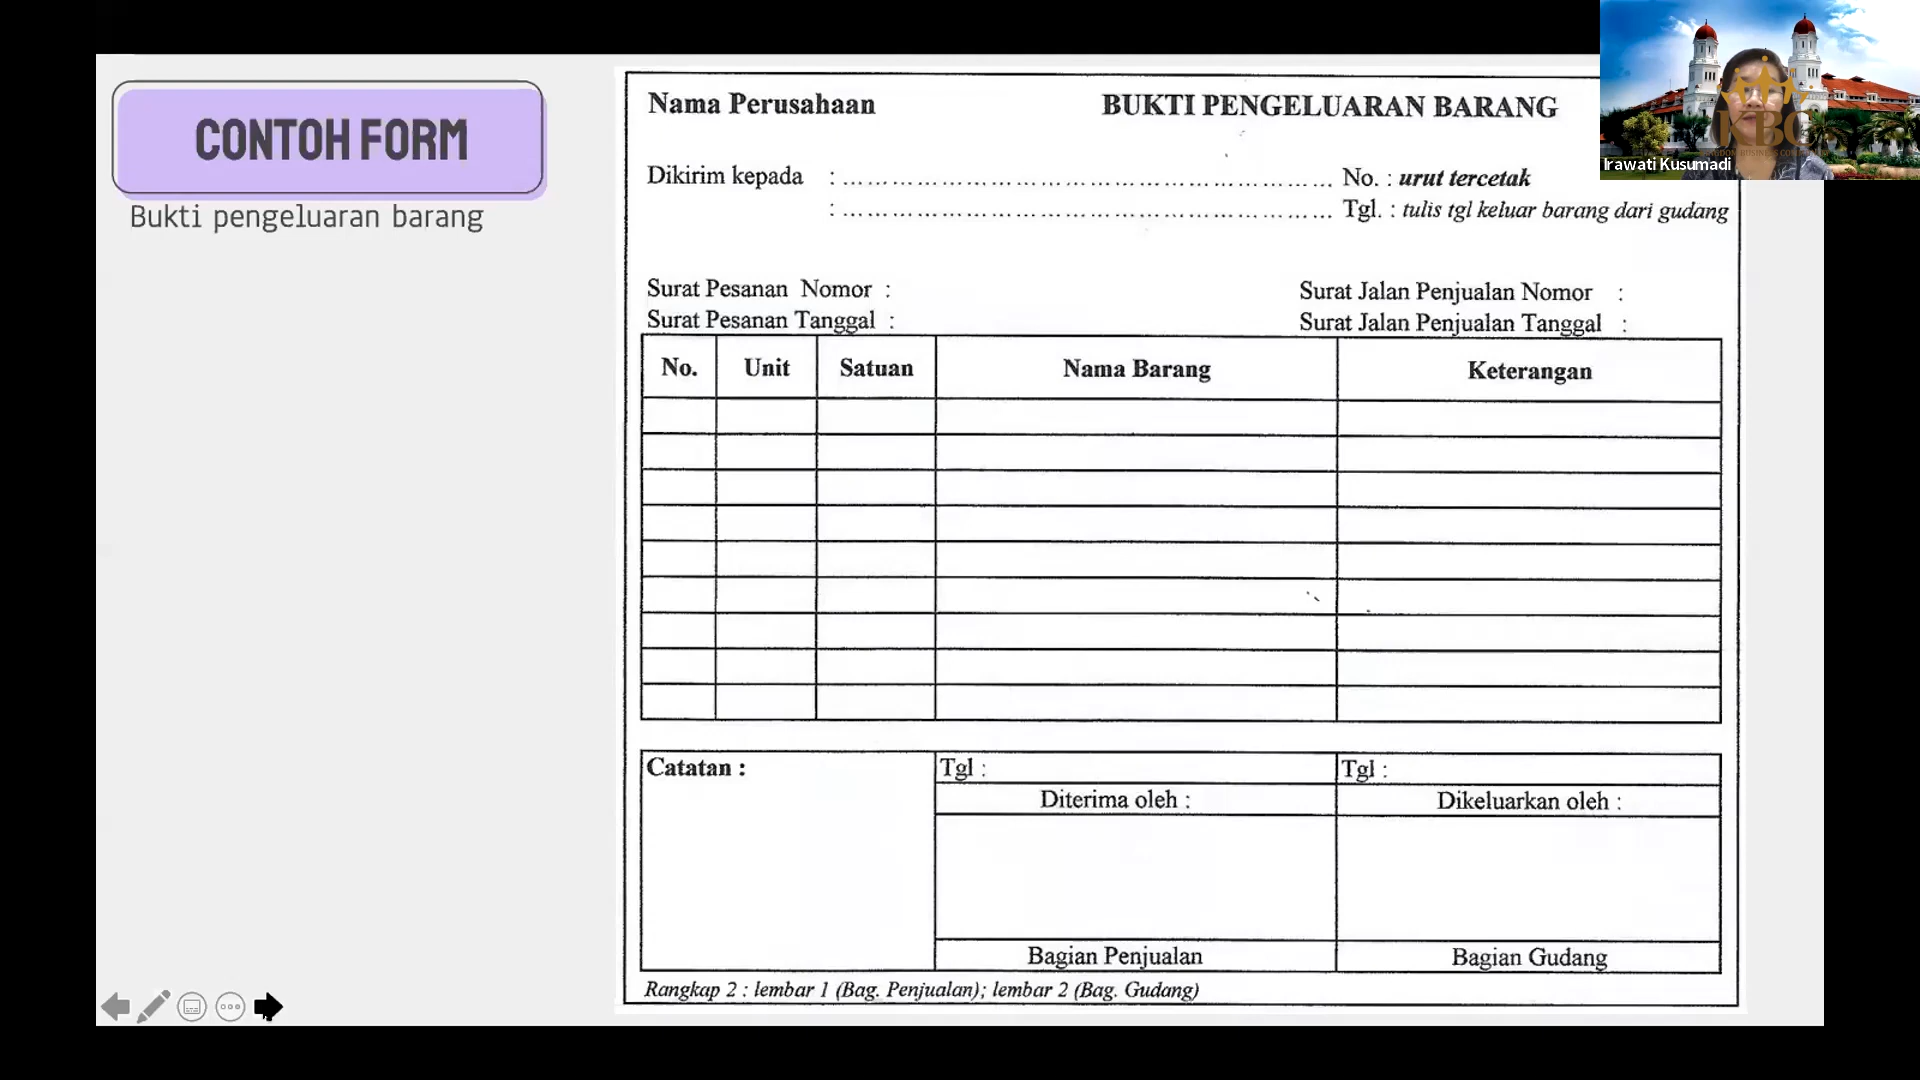 CONTOH FORM
Bukti pengeluaran barang
Nama Perusahaan
BUKTI PENGELUARAN BARANG
Dikirim kepada : ........................................................ No. : urut tercetak
: ........................................................ Tgl. : tulis tgl keluar barang dari gudang
Surat Pesanan Nomor :
Surat Jalan Penjualan Nomor :
Surat Pesanan Tanggal :
Surat Jalan Penjualan Tanggal :
No. Unit Satuan Nama Barang Keterangan
Catatan :
Tgl :
Tgl :
Diterima oleh :
Dikeluarkan oleh :
Bagian Penjualan
Bagian Gudang
Rangkap 2 : lembar 1 (Bag. Penjualan); lembar 2 (Bag. Gudang)
KBC
Irawati Kusumadi